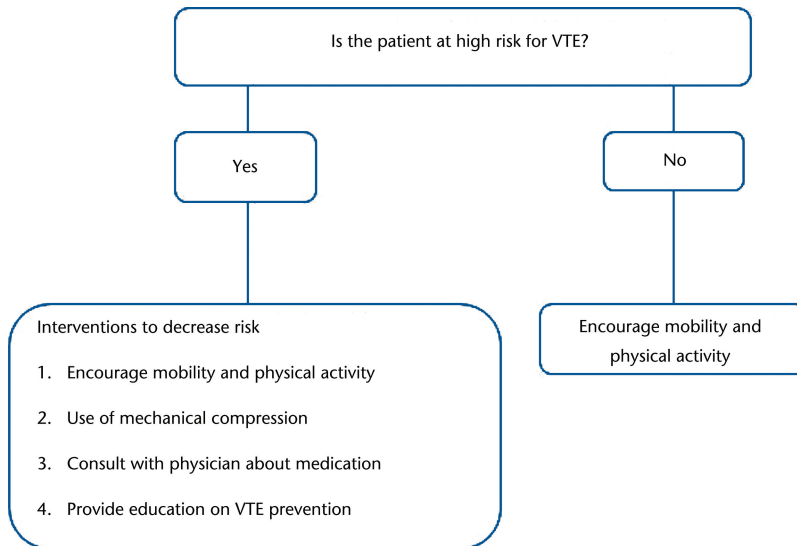 Is the patient at high risk for VTE?
Yes
No
Interventions to decrease risk
1. Encourage mobility and physical activity
2. Use of mechanical compression
3. Consult with physician about medication
4. Provide education on VTE prevention
Encourage mobility and
physical activity